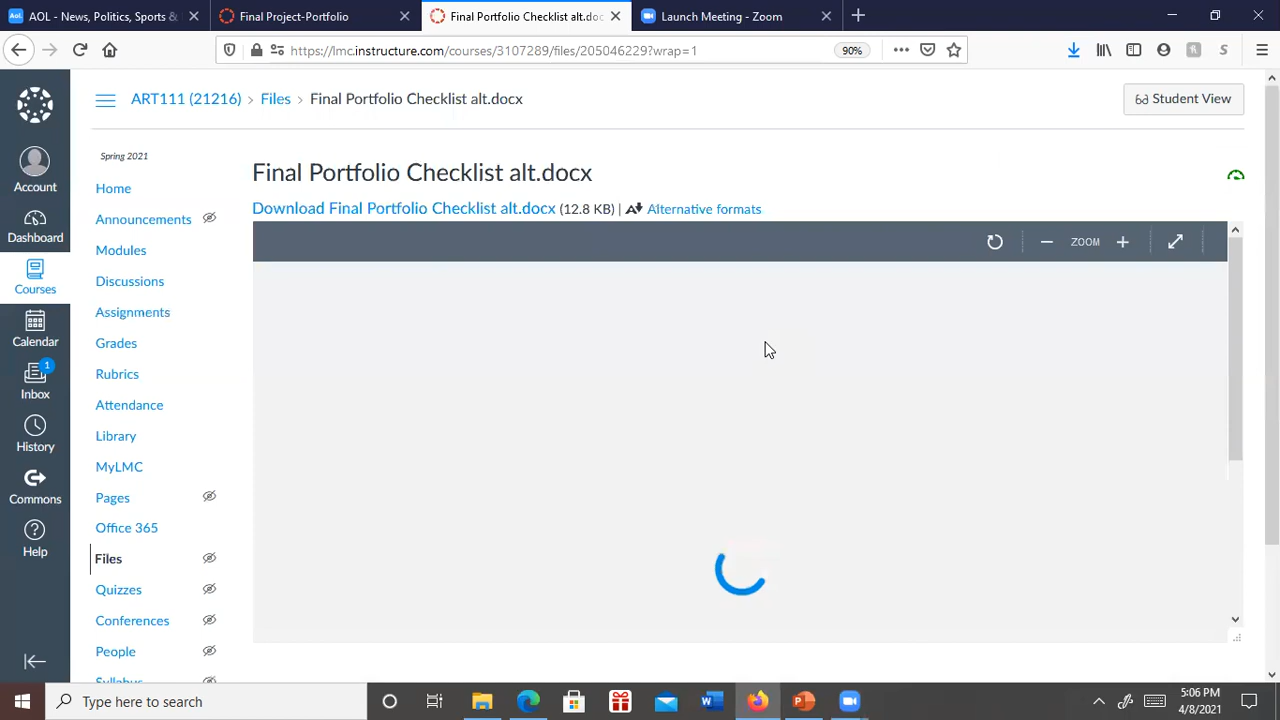 AOL - News, Politics, Sports &
Final Project-Portfolio
Final Portfolio Checklist alt.doc
Launch Meeting - Zoom
https://lmc.instructure.com/courses/3107289/files/205046229?wrap=1
90%
ART111 (21216) > Files > Final Portfolio Checklist alt.docx
Student View
Account
Dashboard
Courses
Calendar
1
Inbox
History
Commons
Help
Spring 2021
Home
Announcements
Modules
Discussions
Assignments
Grades
Rubrics
Attendance
Library
MyLMC
Pages
Office 365
Files
Quizzes
Conferences
People
Syllabus
Final Portfolio Checklist alt.docx
Download Final Portfolio Checklist alt.docx (12.8 KB) | Alternative formats
ZOOM
Type here to search
5:06 PM
4/8/2021